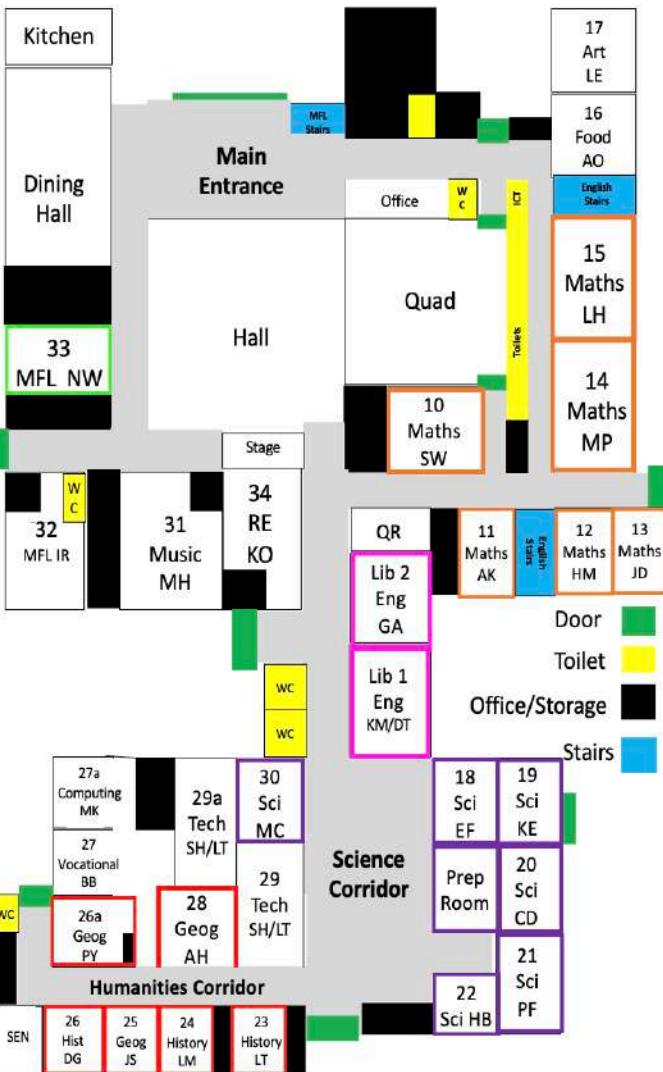 Kitchen
17
Art
LE
MFL
Stairs
16
Food
AO
Main
Entrance
Dining
Hall
Office
W
C
ICT
English
Stairs
15
Maths
LH
Quad
Hall
Toilets
33
MFL NW
14
Maths
MP
10
Maths
SW
Stage
W
C
32
MFL IR
31
Music
MH
34
RE
KO
QR
11
Maths
AK
English
Stairs
12
Maths
HM
13
Maths
JD
Lib 2
Eng
GA
Door
Toilet
Office/Storage
Stairs
Lib 1
Eng
KM/DT
WC
WC
27a
Computing
MK
29a
Tech
SH/LT
30
Sci
MC
18
Sci
EF
19
Sci
KE
27
Vocational
BB
29
Tech
SH/LT
Science
Corridor
Prep
Room
20
Sci
CD
WC
26a
Geog
PY
28
Geog
AH
21
Sci
PF
Humanities Corridor
22
Sci HB
SEN
26
Hist
DG
25
Geog
JS
24
History
LM
23
History
LT